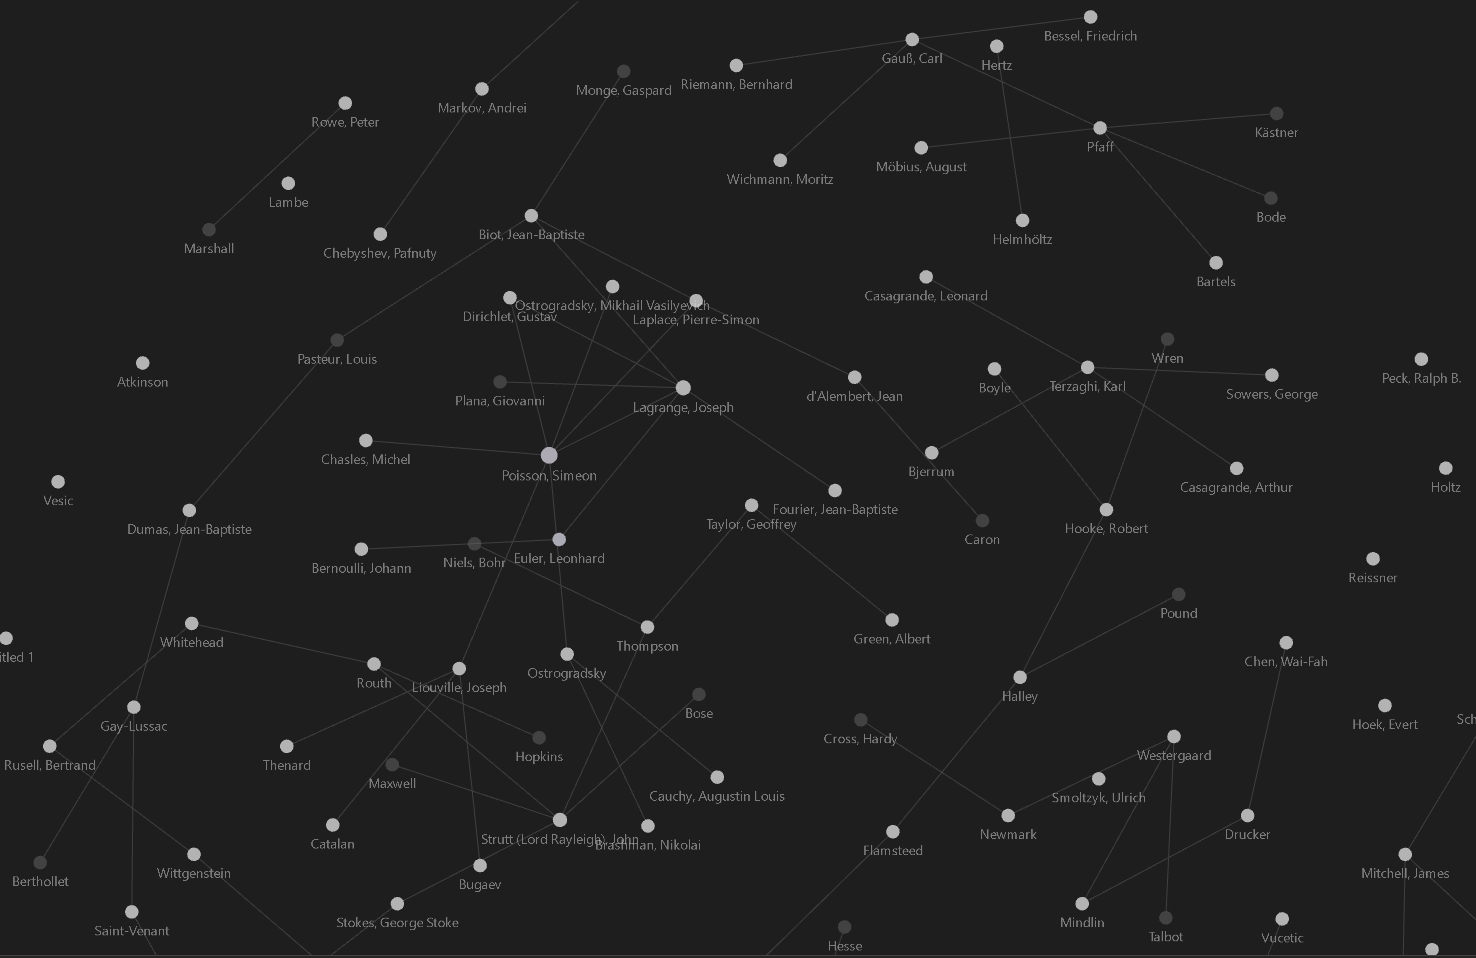 Bessel, Friedrich
Gauß, Carl
Hertz
Riemann, Bernhard
Monge, Gaspard
Markov, Andrei
Rowe, Peter
Kästner
Pfaff
Möbius, August
Wichmann, Moritz
Lambe
Bode
Biot, Jean-Baptiste
Helmholtz
Marshall
Chebyshev, Pafnuty
Bartels
Casagrande, Leonard
Ostrogradsky, Mikhail Vasilyevich
Dirichlet, Gustav
Laplace, Pierre-Simon
Pasteur, Louis
Wren
Atkinson
Peck, Ralph B.
Boyle
Terzaghi, Karl
Sowers, George
d'Alembert, Jean
Plana, Giovanni
Lagrange, Joseph
Chasles, Michel
Poisson, Simeon
Bjerrum
Casagrande, Arthur
Holtz
Vesic
Fourier, Jean-Baptiste
Taylor, Geoffrey
Dumas, Jean-Baptiste
Hooke, Robert
Caron
Euler, Leonhard
Niels, Bohr
Bernoulli, Johann
Reissner
Pound
Whitehead
Green, Albert
Thompson
itled 1
Chen, Wai-Fah
Ostrogradsky
Routh
Liouville, Joseph
Halley
Bose
Gay-Lussac
Hoek, Evert
Sch
Cross, Hardy
Hopkins
Westergaard
Rusell, Bertrand
Thenard
Maxwell
Cauchy, Augustin Louis
Smoltzyk, Ulrich
Newmark
Drucker
Strutt (Lord Rayleigh), John
Brashman, Nikolai
Catalan
Flamsteed
Wittgenstein
Mitchell, James
Berthollet
Bugaev
Stokes, George Stoke
Mindlin
Saint-Venant
Talbot
Vucetic
Hesse